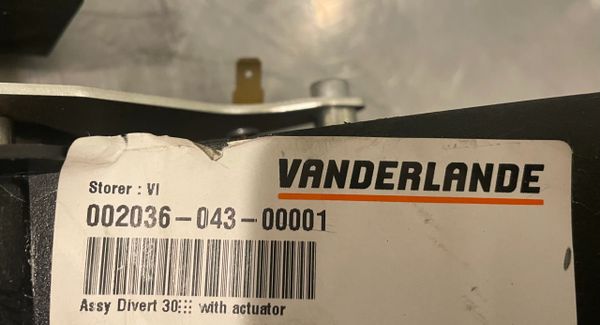 VANDERLANDE
Storer : VI
002036-043-00001
Assy Divert 30::: with actuator